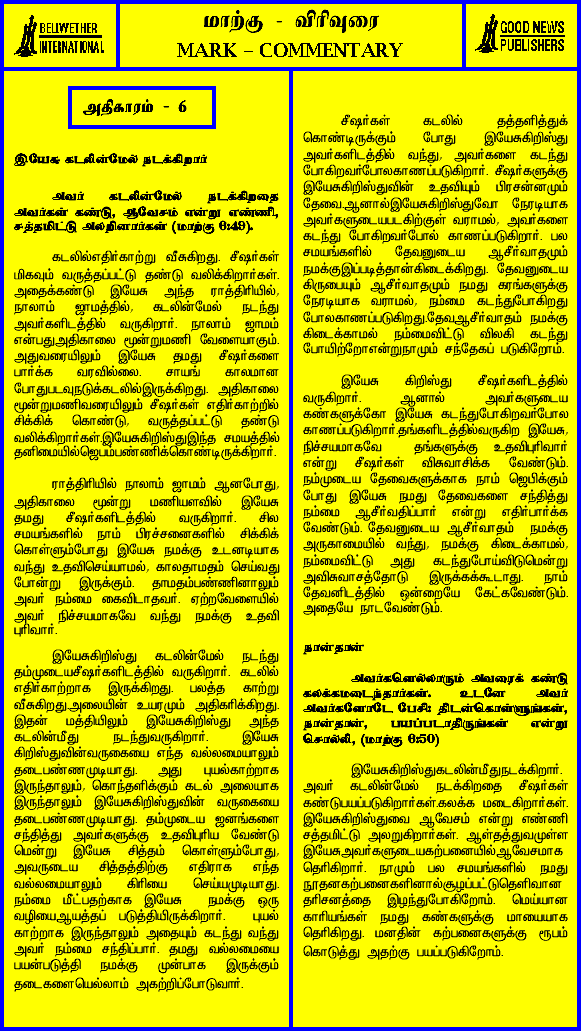 BELLWETHER
INTERNATIONAL
மாற்கு - விரிவுரை
MARK – COMMENTARY
GOOD NEWS
PUBLISHERS
அதிகாரம் - 6
இயேசு கடலின்மேல் நடக்கிறார்
அவர் கடலின்மேல் நடக்கிறதை
அவர்கள் கண்டு, ஆவேசம் என்று எண்ணி,
சத்தமிட்டு அலறினார்கள் (மாற்கு 6:49).
கடலில்எதிர்காற்று வீசுகிறது. சீஷர்கள்
மிகவும் வருத்தப்பட்டு தண்டு வலிக்கிறார்கள்.
அதைக்கண்டு இயேசு அந்த ராத்திரியில்,
நாலாம் ஜாமத்தில், கடலின்மேல் நடந்து
அவர்களிடத்தில் வருகிறார். நாலாம் ஜாமம்
என்பதுஅதிகாலை மூன்றுமணி வேளையாகும்.
அதுவரையிலும் இயேசு தமது சீஷர்களை
பார்க்க வரவில்லை. சாயங் காலமான
போதுபடவுநடுக்கடலில்இருக்கிறது. அதிகாலை
மூன்றுமணிவரையிலும் சீஷர்கள் எதிர்காற்றில்
சிக்கிக் கொண்டு, வருத்தப்பட்டு தண்டு
வலிக்கிறார்கள்.இயேசுகிறிஸ்துஇந்த சமயத்தில்
தனிமையில்ஜெபம்பண்ணிக்கொண்டிருக்கிறார்.
ராத்திரியில் நாலாம் ஜாமம் ஆனபோது,
அதிகாலை மூன்று மணியளவில் இயேசு
தமது சீஷர்களிடத்தில் வருகிறார். சில
சமயங்களில் நாம் பிரச்சனைகளில் சிக்கிக்
கொள்ளும்போது இயேசு நமக்கு உடனடியாக
வந்து உதவிசெய்யாமல், காலதாமதம் செய்வது
போன்று இருக்கும். தாமதம்பண்ணினாலும்
அவர் நம்மை கைவிடாதவர். ஏற்றவேளையில்
அவர் நிச்சயமாகவே வந்து நமக்கு உதவி
புரிவார்.
இயேசுகிறிஸ்து கடலின்மேல் நடந்து
தம்முடையசீஷர்களிடத்தில் வருகிறார். கடலில்
எதிர்காற்றாக இருக்கிறது. பலத்த காற்று
வீசுகிறது.அலையின் உயரமும் அதிகரிக்கிறது.
இதன் மத்தியிலும் இயேசுகிறிஸ்து அந்த
கடலின்மீது நடந்துவருகிறார். இயேசு
கிறிஸ்துவின்வருகையை எந்த வல்லமையாலும்
தடைபண்ணமுடியாது. அது புயல்காற்றாக
இருந்தாலும், கொந்தளிக்கும் கடல் அலையாக
இருந்தாலும் இயேசுகிறிஸ்துவின் வருகையை
தடைபண்ணமுடியாது. தம்முடைய ஜனங்களை
சந்தித்து அவர்களுக்கு உதவிபுரிய வேண்டு
மென்று இயேசு சித்தம் கொள்ளும்போது,
அவருடைய சித்தத்திற்கு எதிராக எந்த
வல்லமையாலும் கிரியை செய்யமுடியாது.
நம்மை மீட்பதற்காக இயேசு நமக்கு ஒரு
வழியைஆயத்தப் படுத்தியிருக்கிறார். புயல்
காற்றாக இருந்தாலும் அதையும் கடந்து வந்து
அவர் நம்மை சந்திப்பார். தமது வல்லமையை
பயன்படுத்தி நமக்கு முன்பாக இருக்கும்
தடைகளையெல்லாம் அகற்றிப்போடுவார்.
சீஷர்கள் கடலில் தத்தளித்துக்
கொண்டிருக்கும் போது இயேசுகிறிஸ்து
அவர்களிடத்தில் வந்து, அவர்களை கடந்து
போகிறவர்போலகாணப்படுகிறார். சீஷர்களுக்கு
இயேசுகிறிஸ்துவின் உதவியும் பிரசன்னமும்
தேவை.ஆனால்இயேசுகிறிஸ்துவோ நேரடியாக
அவர்களுடையபடகிற்குள் வராமல், அவர்களை
கடந்து போகிறவர்போல் காணப்படுகிறார். பல
சமயங்களில் தேவனுடைய ஆசீர்வாதமும்
நமக்குஇப்படித்தான்கிடைக்கிறது. தேவனுடைய
கிருபையும் ஆசீர்வாதமும் நமது கரங்களுக்கு
நேரடியாக வராமல், நம்மை கடந்துபோகிறது
போலகாணப்படுகிறது.தேவஆசீர்வாதம் நமக்கு
கிடைக்காமல் நம்மைவிட்டு விலகி கடந்து
போயிற்றோஎன்றுநாமும் சந்தேகப் படுகிறோம்.
இயேசு கிறிஸ்து சீஷர்களிடத்தில்
வருகிறார். ஆனால் அவர்களுடைய
கண்களுக்கோ இயேசு கடந்துபோகிறவர்போல
காணப்படுகிறார்.தங்களிடத்தில்வருகிற இயேசு,
நிச்சயமாகவே தங்களுக்கு உதவிபுரிவார்
என்று சீஷர்கள் விசுவாசிக்க வேண்டும்.
நம்முடைய தேவைகளுக்காக நாம் ஜெபிக்கும்
போது இயேசு நமது தேவைகளை சந்தித்து
நம்மை ஆசீர்வதிப்பார் என்று எதிர்பார்க்க
வேண்டும். தேவனுடைய ஆசீர்வாதம் நமக்கு
அருகாமையில் வந்து, நமக்கு கிடைக்காமல்,
நம்மைவிட்டு அது கடந்துபோய்விடுமென்று
அவிசுவாசத்தோடு இருக்கக்கூடாது. நாம்
தேவனிடத்தில் ஒன்றையே கேட்கவேண்டும்.
அதையே நாடவேண்டும்.
நான்தான்
அவர்களெல்லாரும் அவரைக் கண்டு
கலக்கமடைந்தார்கள். உடனே அவர்
அவர்களோடே பேசி: திடன்கொள்ளுங்கள்,
நான்தான், பயப்படாதிருங்கள் என்று
சொல்லி, (மாற்கு 6:50)
இயேசுகிறிஸ்துகடலின்மீதுநடக்கிறார்.
அவர் கடலின்மேல் நடக்கிறதை சீஷர்கள்
கண்டுபயப்படுகிறார்கள்.கலக்க மடைகிறார்கள்.
இயேசுகிறிஸ்துவை ஆவேசம் என்று எண்ணி
சத்தமிட்டு அலறுகிறார்கள். ஆள்தத்துவமுள்ள
இயேசுஅவர்களுடையகற்பனையில்ஆவேசமாக
தெரிகிறார். நாமும் பல சமயங்களில் நமது
நூதனகற்பனைகளினால்சூழப்பட்டுதெளிவான
தரிசனத்தை இழந்துபோகிறோம். மெய்யான
காரியங்கள் நமது கண்களுக்கு மாயையாக
தெரிகிறது. மனதின் கற்பனைகளுக்கு ரூபம்
கொடுத்து அதற்கு பயப்படுகிறோம்.